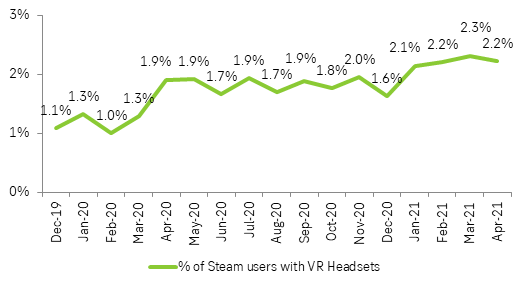 3%
2%
1%
0%
1.1%
1.3%
1.0%
1.3%
1.9%
1.9%
1.7%
1.9%
1.7%
1.9%
1.8%
2.0%
1.6%
2.1%
2.2%
2.3%
2.2%
Dec-19
Jan-20
Feb-20
Mar-20
Apr-20
May-20
Jun-20
Jul-20
Aug-20
Sep-20
Oct-20
Nov-20
Dec-20
Jan-21
Feb-21
Mar-21
Apr-21
% of Steam users with VR Headsets